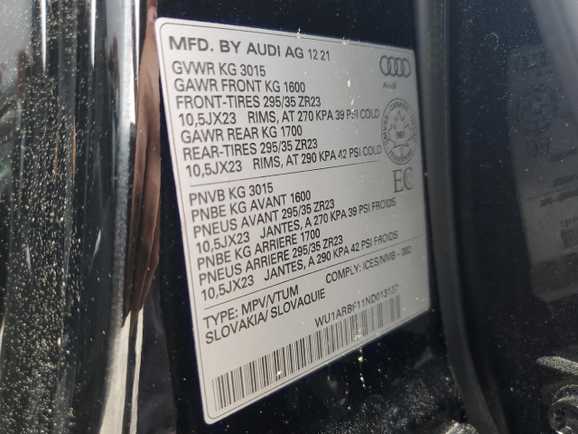 MFD. BY AUDI AG 12 21
GVWR KG 3015
GAWR FRONT KG 1600
FRONT-TIRES 295/35 ZR23
10,5JX23 RIMS, AT 270 KPA 39 PSI COLD
GAWR REAR KG 1700
REAR-TIRES 295/35 ZR23
10,5JX23 RIMS, AT 290 KPA 42 PSI COLD
Audi
EC
PNVB KG 3015
PNBE KG AVANT 1600
PNEUS AVANT 295/35 ZR23
10,5JX23 JANTES, A 270 KPA 39 PSI FROIDS
PNBE KG ARRIERE 1700
PNEUS ARRIERE 295/35 ZR23
10,5JX23 JANTES, A 290 KPA 42 PSI FROIDS
TYPE: MPV/VTUM COMPLY: ICES/NMB - 002
SLOVAKIA/ SLOVAQUIE